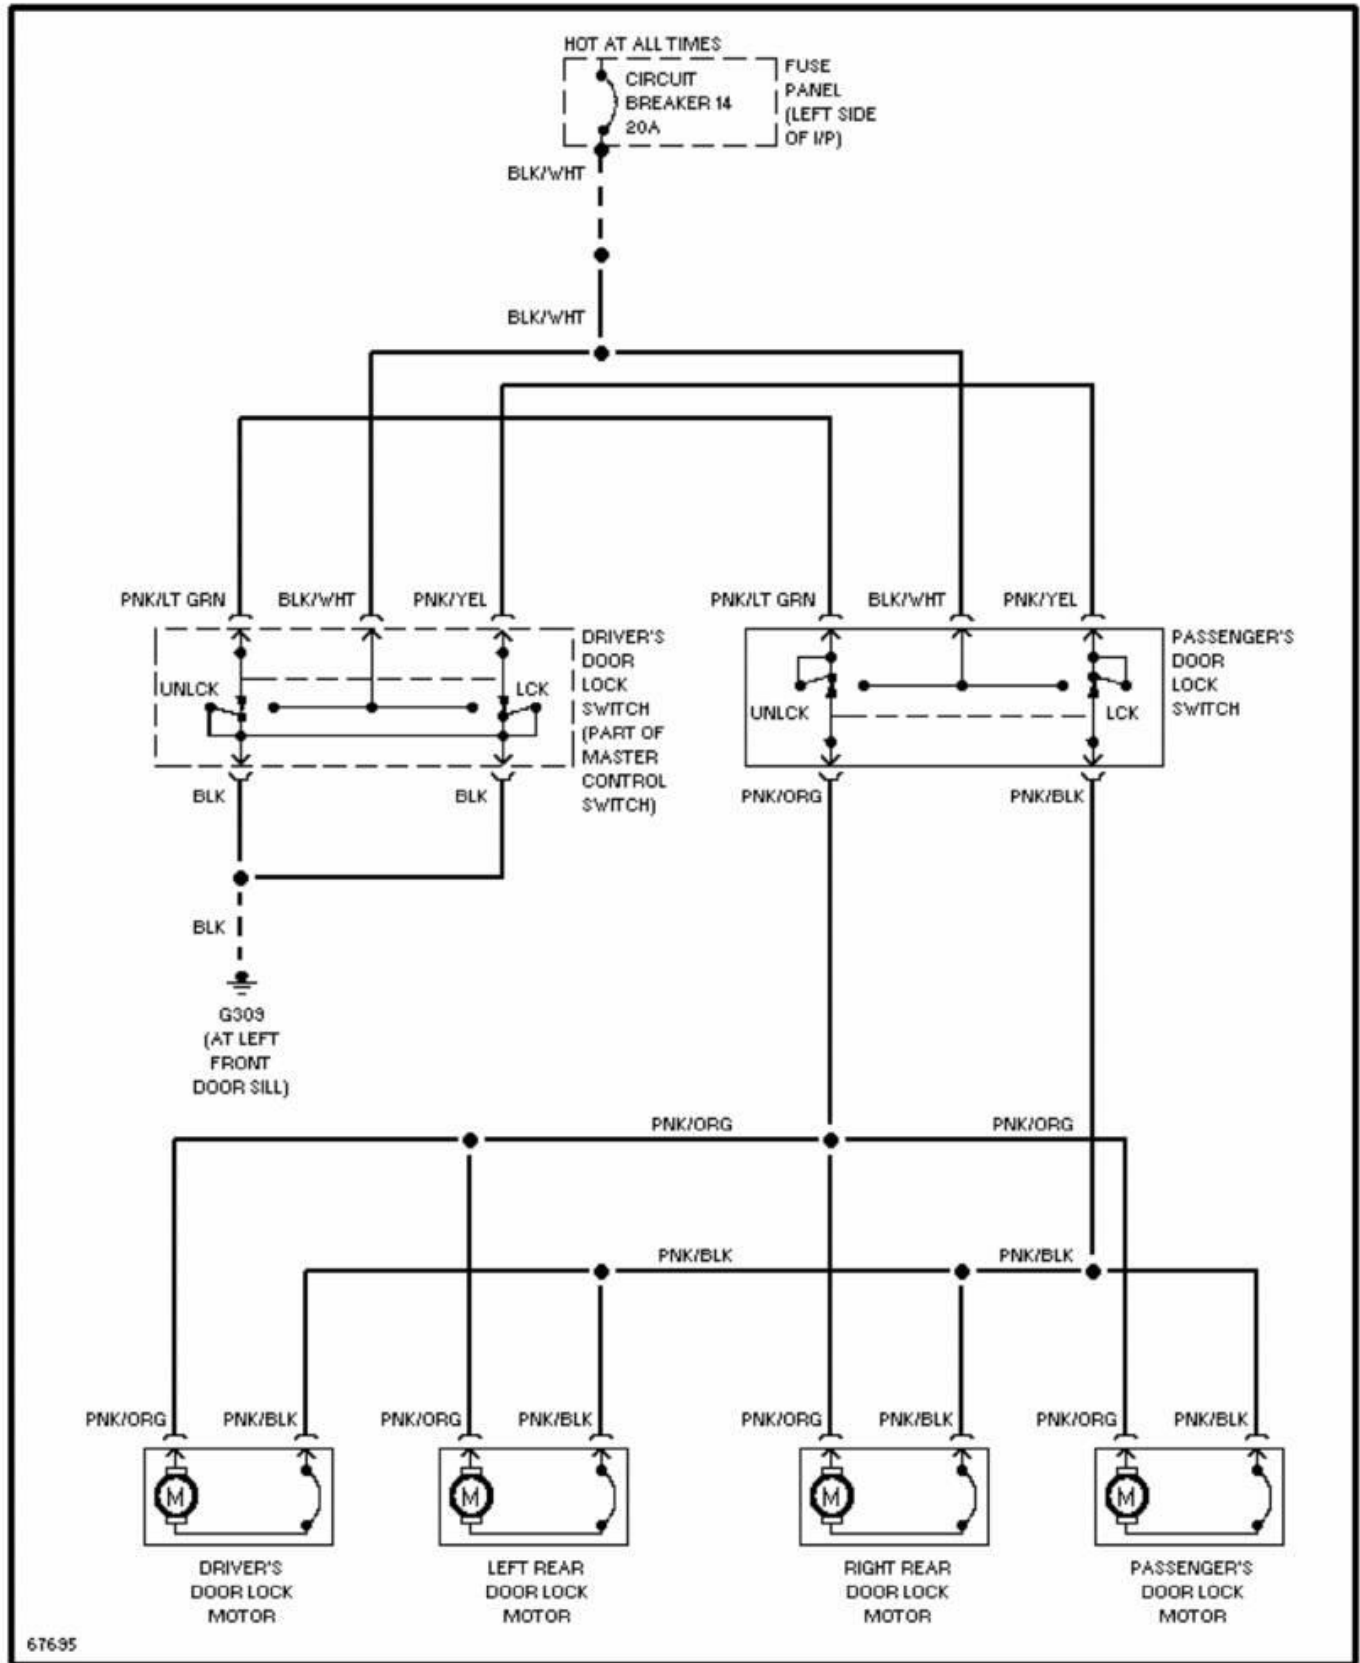 HOT AT ALL TIMES
CIRCUIT
BREAKER 14
20A
FUSE
PANEL
(LEFT SIDE
OF I/P)
BLK/WHT
BLK/WHT
PNK/LT GRN
BLK/WHT
PNK/YEL
PNK/LT GRN
BLK/WHT
PNK/YEL
UNLCK
LCK
DRIVER'S
DOOR
LOCK
SWITCH
(PART OF
MASTER
CONTROL
SWITCH)
UNLCK
LCK
PASSENGER'S
DOOR
LOCK
SWITCH
BLK
BLK
PNK/ORG
PNK/BLK
BLK
G309
(AT LEFT
FRONT
DOOR SILL)
PNK/ORG
PNK/ORG
PNK/BLK
PNK/BLK
PNK/ORG
PNK/BLK
PNK/ORG
PNK/BLK
PNK/ORG
PNK/BLK
PNK/ORG
PNK/BLK
M
M
M
M
DRIVER'S
DOOR LOCK
MOTOR
LEFT REAR
DOOR LOCK
MOTOR
RIGHT REAR
DOOR LOCK
MOTOR
PASSENGER'S
DOOR LOCK
MOTOR
67695